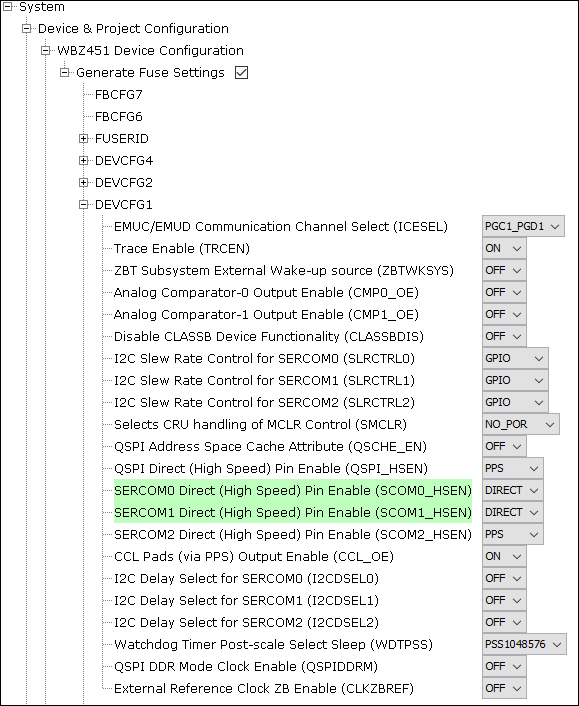 System
Device & Project Configuration
WBZ451 Device Configuration
Generate Fuse Settings
FBCFG7
FBCFG6
FUSERID
DEVCFG4
DEVCFG2
DEVCFG1
EMUC/EMUD Communication Channel Select (ICESEL) PGC1_PGD1
Trace Enable (TRCEN) ON
ZBT Subsystem External Wake-up source (ZBTWKSYS) OFF
Analog Comparator-0 Output Enable (CMP0_OE) OFF
Analog Comparator-1 Output Enable (CMP1_OE) OFF
Disable CLASSB Device Functionality (CLASSBDIS) OFF
I2C Slew Rate Control for SERCOM0 (SLRCTRL0) GPIO
I2C Slew Rate Control for SERCOM1 (SLRCTRL1) GPIO
I2C Slew Rate Control for SERCOM2 (SLRCTRL2) GPIO
Selects CRU handling of MCLR Control (SMCLR) NO_POR
QSPI Address Space Cache Attribute (QSCHE_EN) OFF
QSPI Direct (High Speed) Pin Enable (QSPI_HSEN) PPS
SERCOM0 Direct (High Speed) Pin Enable (SCOM0_HSEN) DIRECT
SERCOM1 Direct (High Speed) Pin Enable (SCOM1_HSEN) DIRECT
SERCOM2 Direct (High Speed) Pin Enable (SCOM2_HSEN) PPS
CCL Pads (via PPS) Output Enable (CCL_OE) ON
I2C Delay Select for SERCOM0 (I2CDSEL0) OFF
I2C Delay Select for SERCOM1 (I2CDSEL1) OFF
I2C Delay Select for SERCOM2 (I2CDSEL2) OFF
Watchdog Timer Post-scale Select Sleep (WDTPSS) PSS1048576
QSPI DDR Mode Clock Enable (QSPIDDRM) OFF
External Reference Clock ZB Enable (CLKZBREF) OFF